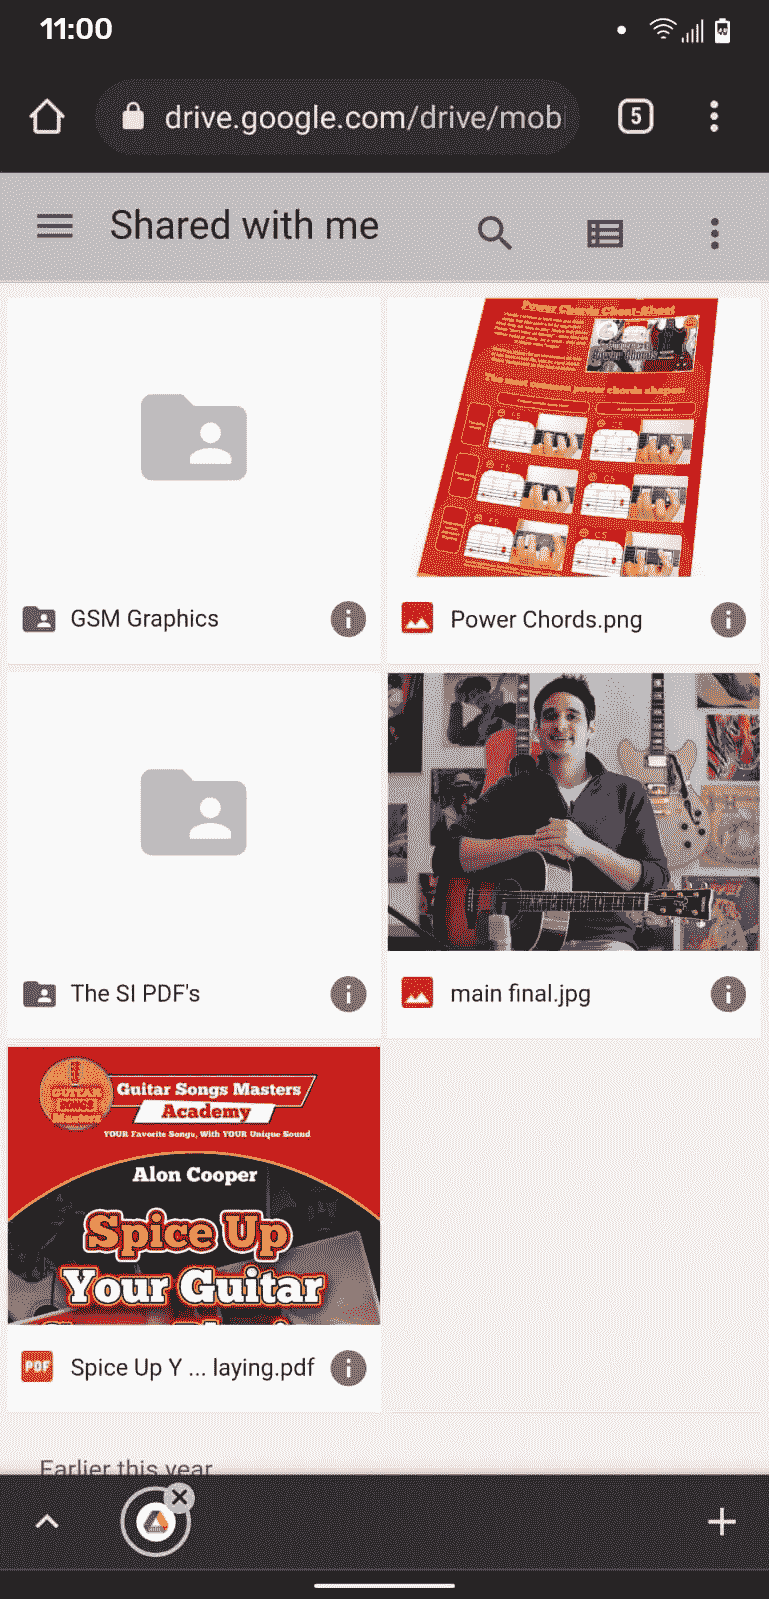 11:00
drive.google.com/drive/mob
5
Shared with me
Power Chords Cheat-Sheet
The most common power chords shapes:
GSM Graphics
Power Chords.png
The SI PDF's
main final.jpg
GUITAR
SONGS
Masters
Guitar Songs Masters
Academy
YOUR Favorite Songs, With YOUR Unique Sound
Alon Cooper
Spice Up
Your Guitar
PDF
Spice Up Y ... laying.pdf
Earlier this year